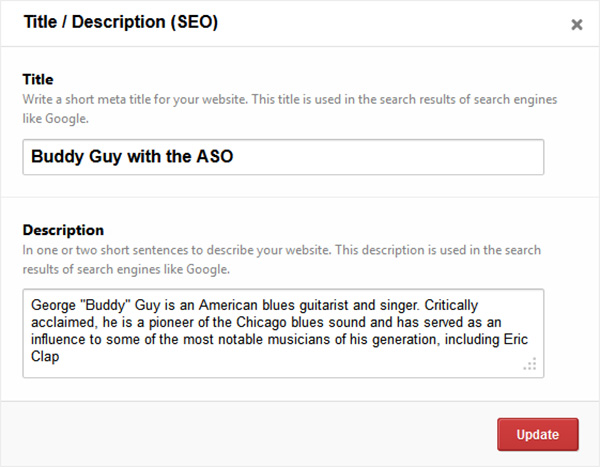 Title / Description (SEO)
Title
Write a short meta title for your website. This title is used in the search results of search engines
like Google.
Buddy Guy with the ASO
Description
In one or two short sentences to describe your website. This description is used in the search
results of search engines like Google.
George "Buddy" Guy is an American blues guitarist and singer. Critically
acclaimed, he is a pioneer of the Chicago blues sound and has served as an
influence to some of the most notable musicians of his generation, including Eric
Clap
Update